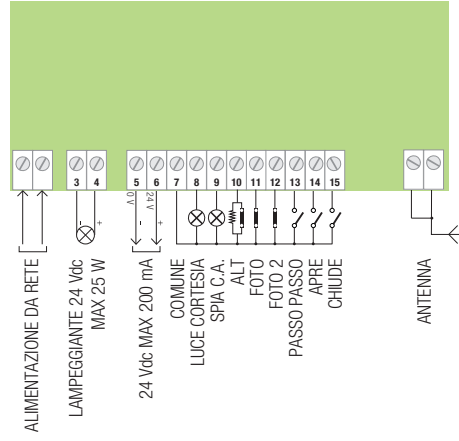 3 4
5 6 7 8 9 10 11 12 13 14 15
0 V
-
24 V
+
-
+
ALIMENTAZIONE DA RETE
LAMPEGGIANTE 24 Vdc
MAX 25 W
24 Vdc MAX 200 mA
COMUNE
LUCE CORTESIA
SPIA C.A.
ALT
FOTO
FOTO 2
PASSO PASSO
APRE
CHIUDE
ANTENNA